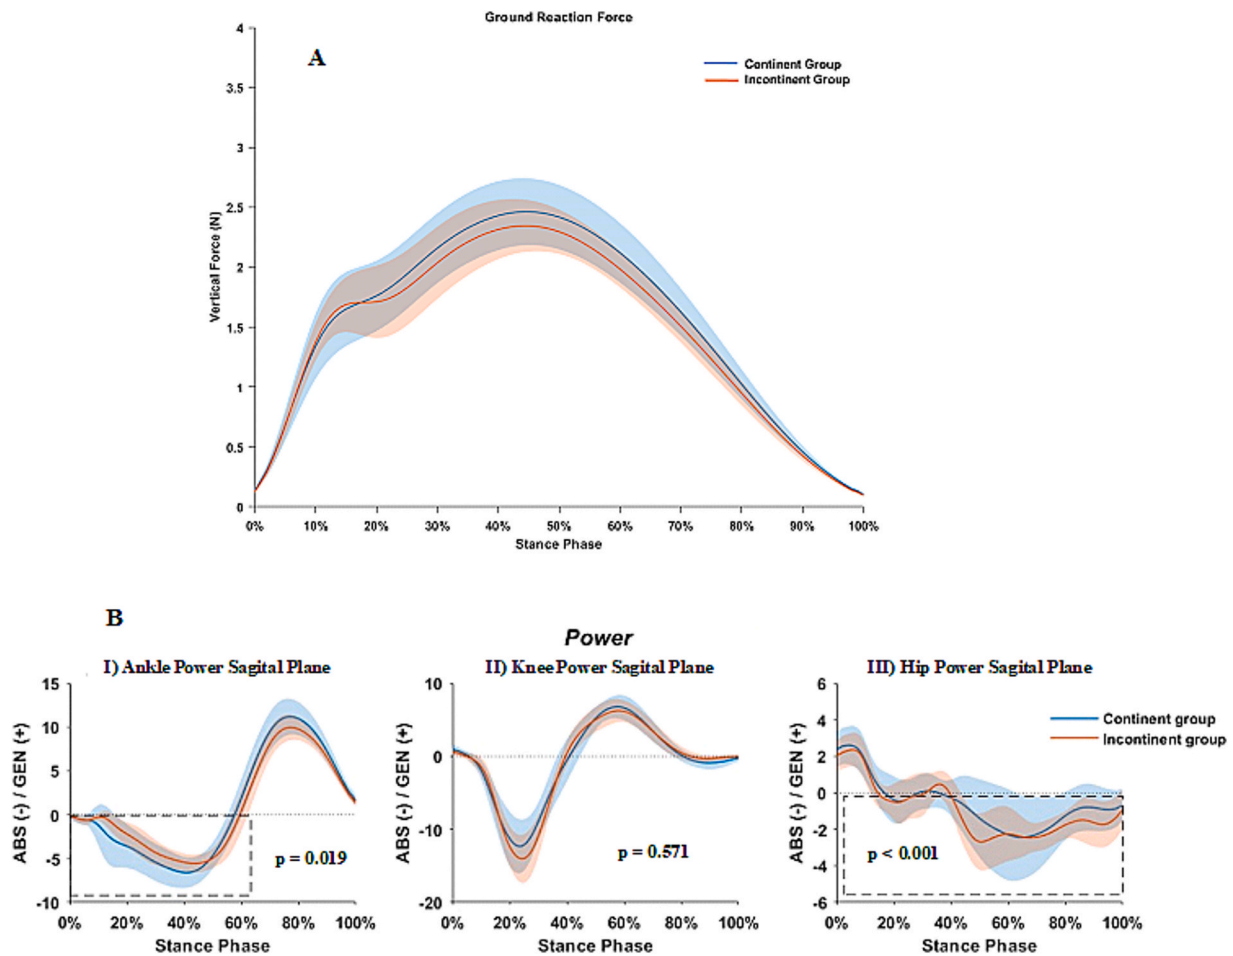 Ground Reaction Force
A
Continent Group
Incontinent Group
Vertical Force (N)
4
3.5
3
2.5
2
1.5
1
0.5
0
0% 10% 20% 30% 40% 50% 60% 70% 80% 90% 100%
Stance Phase
B
Power
I) Ankle Power Sagital Plane
ABS (-) / GEN (+)
15
10
5
0
-5
-10
p = 0.019
0% 20% 40% 60% 80% 100%
Stance Phase
II) Knee Power Sagital Plane
ABS (-) / GEN (+)
10
0
-10
-20
p = 0.571
0% 20% 40% 60% 80% 100%
Stance Phase
III) Hip Power Sagital Plane
Continent group
Incontinent group
ABS (-) / GEN (+)
6
4
2
0
-2
-4
-6
p < 0.001
0% 20% 40% 60% 80% 100%
Stance Phase